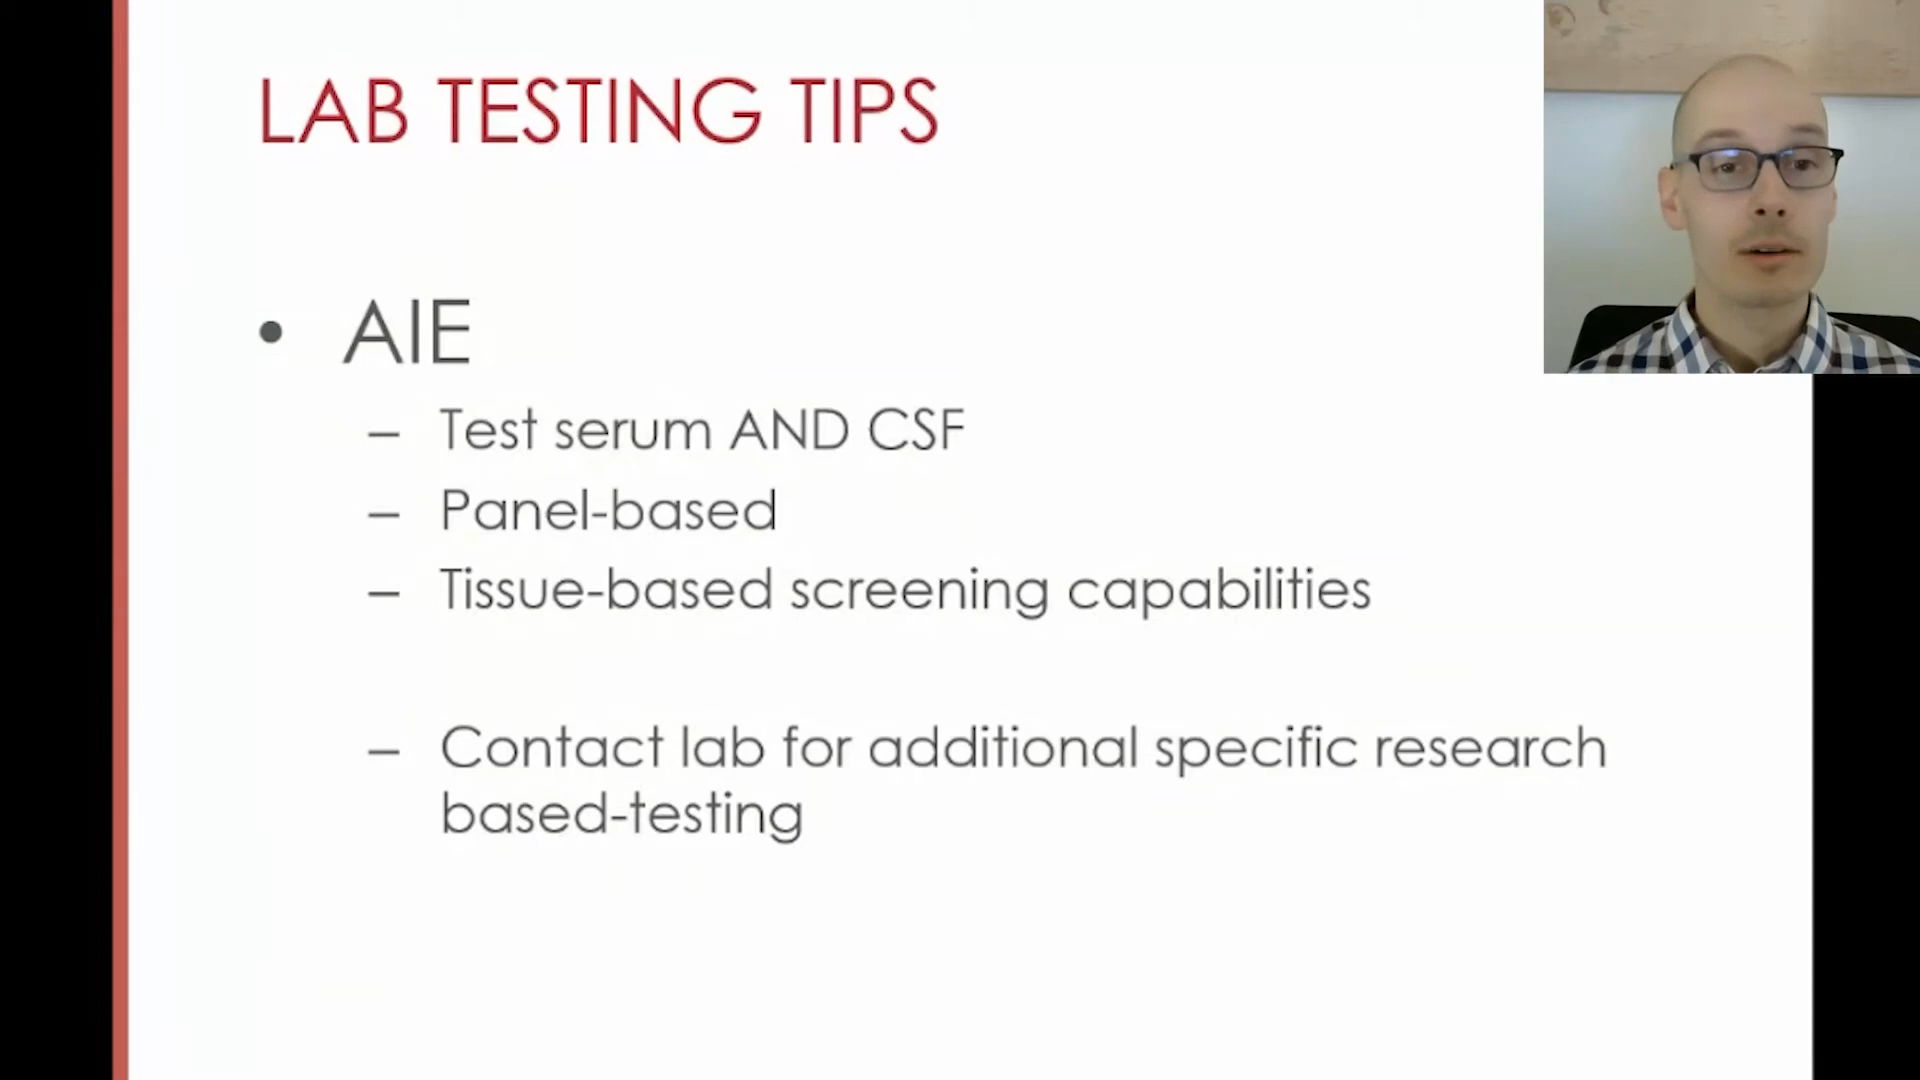 LAB TESTING TIPS
• AIE
– Test serum AND CSF
– Panel-based
– Tissue-based screening capabilities
– Contact lab for additional specific research
based-testing